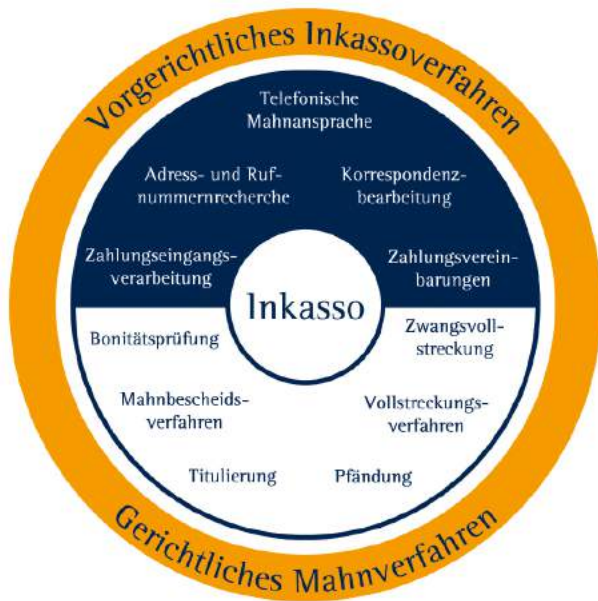 Vorgerichtliches Inkassoverfahren
Telefonische
Mahnansprache
Adress- und Ruf-
nummernrecherche
Korrespondenz-
bearbeitung
Zahlungseingangs-
verarbeitung
Zahlungsverein-
barungen
Inkasso
Bonitätsprüfung
Zwangsvoll-
streckung
Mahnbescheids-
verfahren
Vollstreckungs-
verfahren
Titulierung
Pfändung
Gerichtliches Mahnverfahren